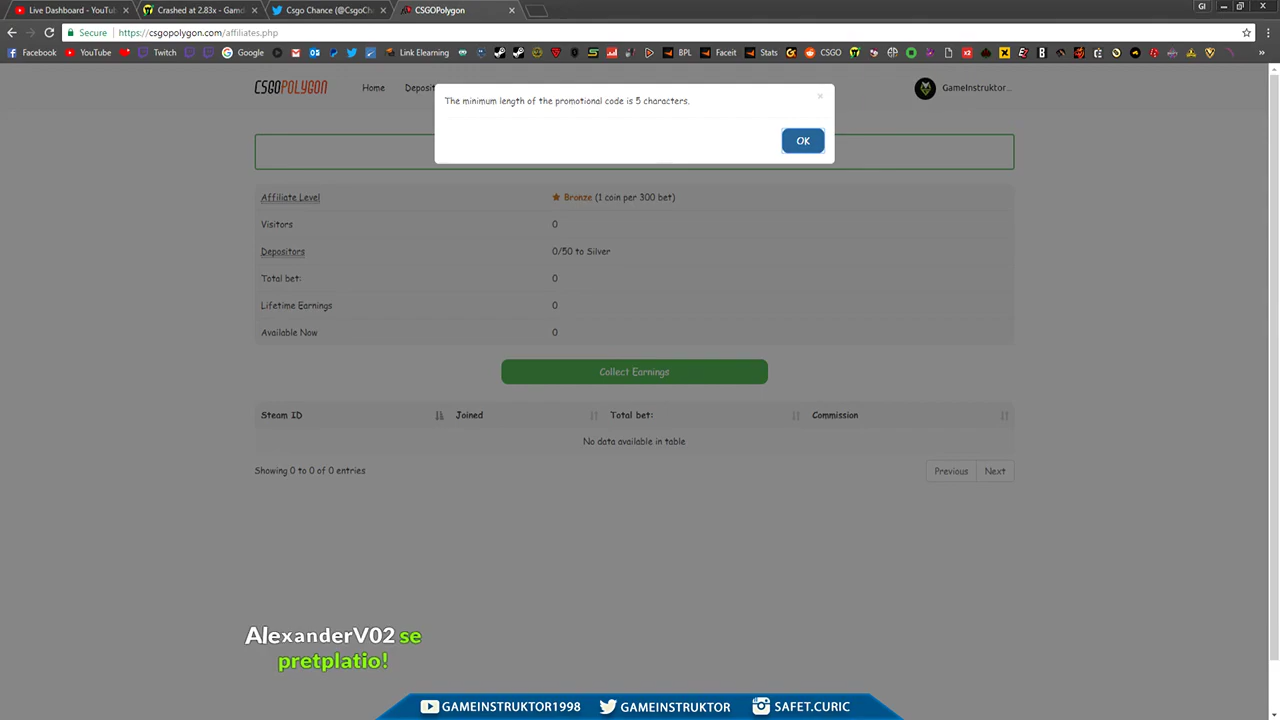 Live Dashboard - YouTu
Crashed at 2.83x - Gamd
Csgo Chance (@CsgoCh
CSGOPolygon
GI
Secure
https://csgopolygon.com/affiliates.php
Facebook
YouTube
Twitch
Google
Link Elearning
BPL
Faceit
Stats
CSGO
CSGOPOLYGON
Home
Deposi
GameInstruktor...
The minimum length of the promotional code is 5 characters.
×
OK
Affiliate Level
Bronze (1 coin per 300 bet)
Visitors
0
Depositors
0/50 to Silver
Total bet:
0
Lifetime Earnings
0
Available Now
0
Collect Earnings
Steam ID
Joined
Total bet:
Commission
No data available in table
Showing 0 to 0 of 0 entries
Previous
Next
AlexanderV02 se
pretplatio!
GAMEINSTRUKTOR1998
GAMEINSTRUKTOR
SAFET.CURIC